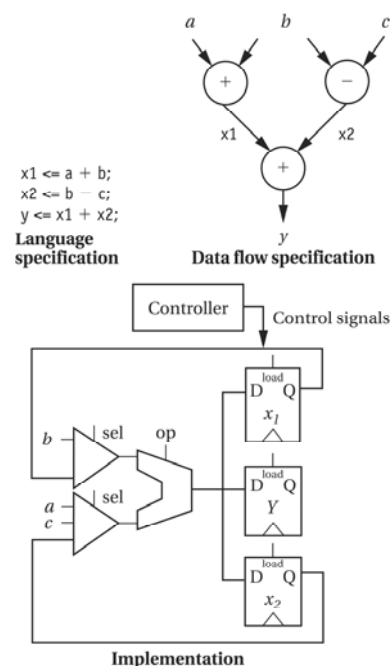 a b c
+ −
x1 x2
+
x1 <= a + b;
x2 <= b − c;
y <= x1 + x2;
y
Language
specification
Data flow specification
Controller
Control signals
load
D Q
x1
b sel op
a sel
c
load
D Q
Y
load
D Q
x2
Implementation